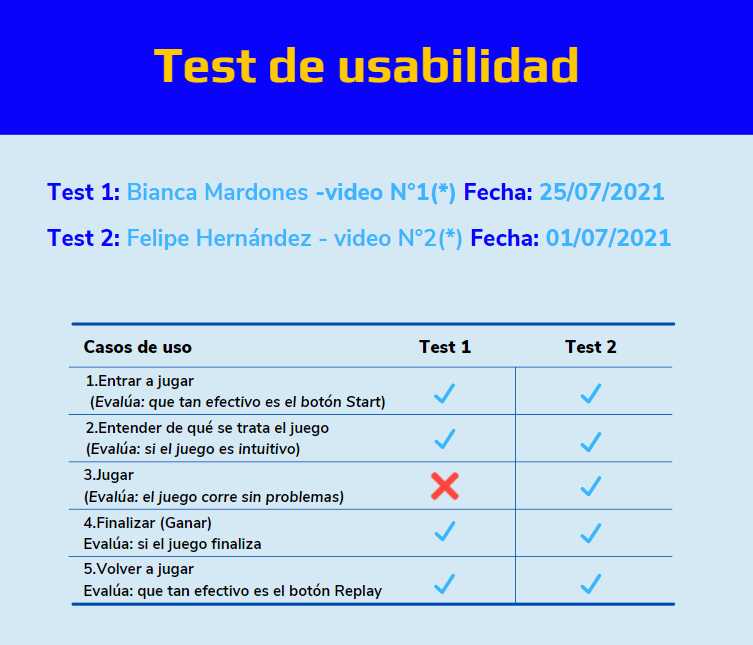 Test de usabilidad
Test 1: Bianca Mardones -video N°1(*) Fecha: 25/07/2021
Test 2: Felipe Hernández - video N°2(*) Fecha: 01/07/2021
Casos de uso Test 1 Test 2
1.Entrar a jugar
(Evalúa: que tan efectivo es el botón Start)
2.Entender de qué se trata el juego
(Evalúa: si el juego es intuitivo)
3.Jugar
(Evalúa: el juego corre sin problemas)
4.Finalizar (Ganar)
Evalúa: si el juego finaliza
5.Volver a jugar
Evalúa: que tan efectivo es el botón Replay